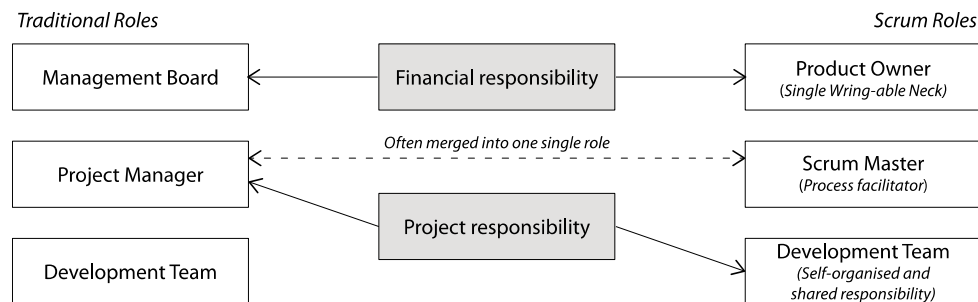 Traditional Roles
Scrum Roles
Management Board
Financial responsibility
Product Owner
(Single Wring-able Neck)
Often merged into one single role
Project Manager
Scrum Master
(Process facilitator)
Project responsibility
Development Team
Development Team
(Self-organised and
shared responsibility)